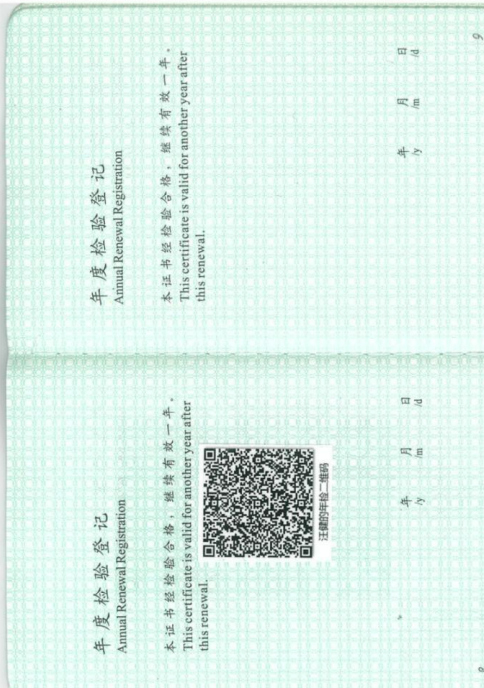 年度检验登记
Annual Renewal Registration
本证书经检验合格，继续有效一年。
This certificate is valid for another year after
this renewal.
汪健的年检二维码
年 月 日
/y /m /d
8
年度检验登记
Annual Renewal Registration
本证书经检验合格，继续有效一年。
This certificate is valid for another year after
this renewal.
年 月 日
/y /m /d
9